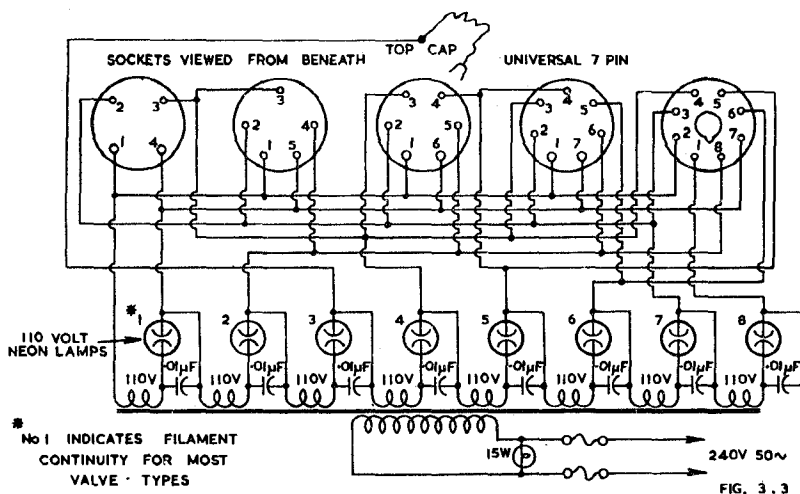 TOP CAP
SOCKETS VIEWED FROM BENEATH
UNIVERSAL 7 PIN
2 3 1 4
3 2 4 1 5
3 4 2 5 1 6
4 3 5 2 6 1 7
4 5 3 6 2 7 1 8
* 1 2 3 4 5 6 7 8
110 VOLT
NEON LAMPS
·01µF ·01µF ·01µF ·01µF ·01µF ·01µF ·01µF ·01µF
110V 110V 110V 110V 110V 110V 110V 110V
*
No 1 INDICATES FILAMENT
CONTINUITY FOR MOST
VALVE - TYPES
15W
240V 50~
FIG. 3.3